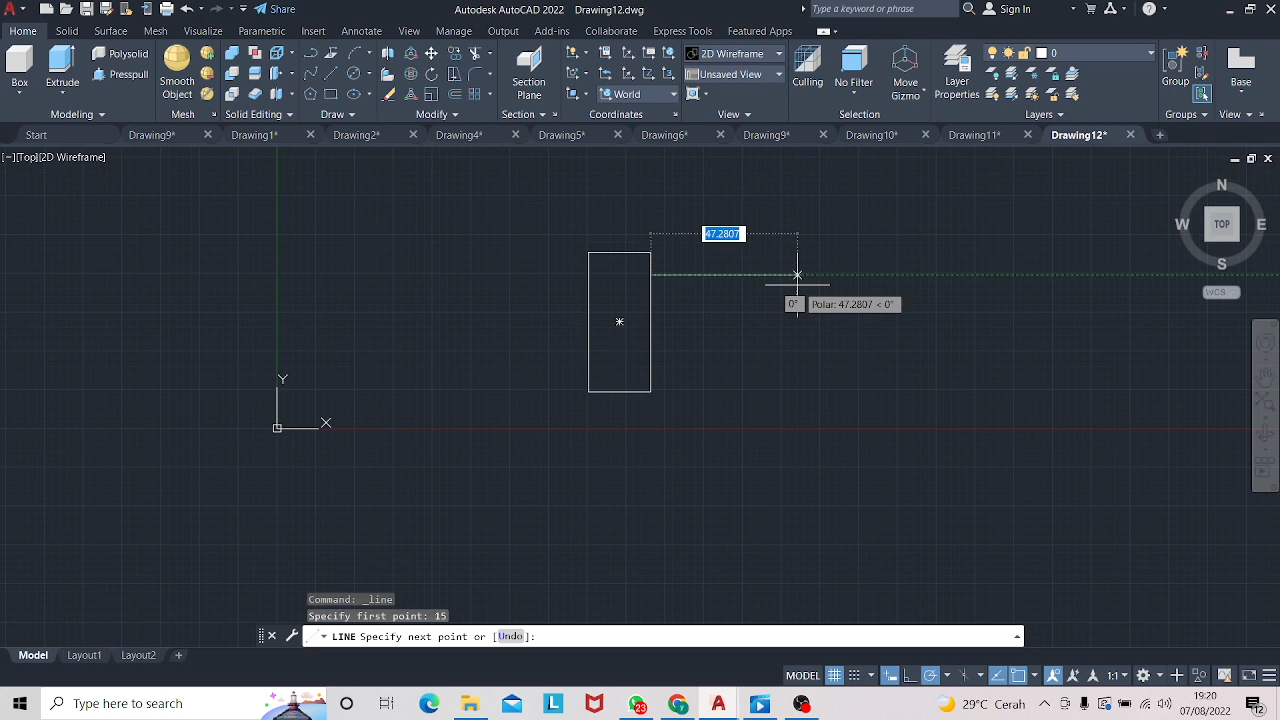 Share
Autodesk AutoCAD 2022 Drawing12.dwg
Type a keyword or phrase
Sign In
Home Solid Surface Mesh Visualize Parametric Insert Annotate View Manage Output Add-ins Collaborate Express Tools Featured Apps
Box
Extrude
Polysolid
Presspull
Smooth
Object
Section
Plane
World
2D Wireframe
Unsaved View
Culling
No Filter
Move
Gizmo
Layer
Properties
0
Group
Base
Modeling Mesh Solid Editing Draw Modify Section Coordinates Selection Layers Groups View
Start Drawing9* Drawing1* Drawing2* Drawing4* Drawing5* Drawing6* Drawing9* Drawing10* Drawing11* Drawing12*
[−][Top][2D Wireframe]
N
W TOP E
S
WCS
47.2807
0° Polar: 47.2807 < 0°
Y
X
Command: _line
Specify first point: 15
LINE Specify next point or [Undo]:
Model Layout1 Layout2
MODEL
1:1
Type here to search
L
23
A
29°C Cerah
19:20
07/08/2022
12